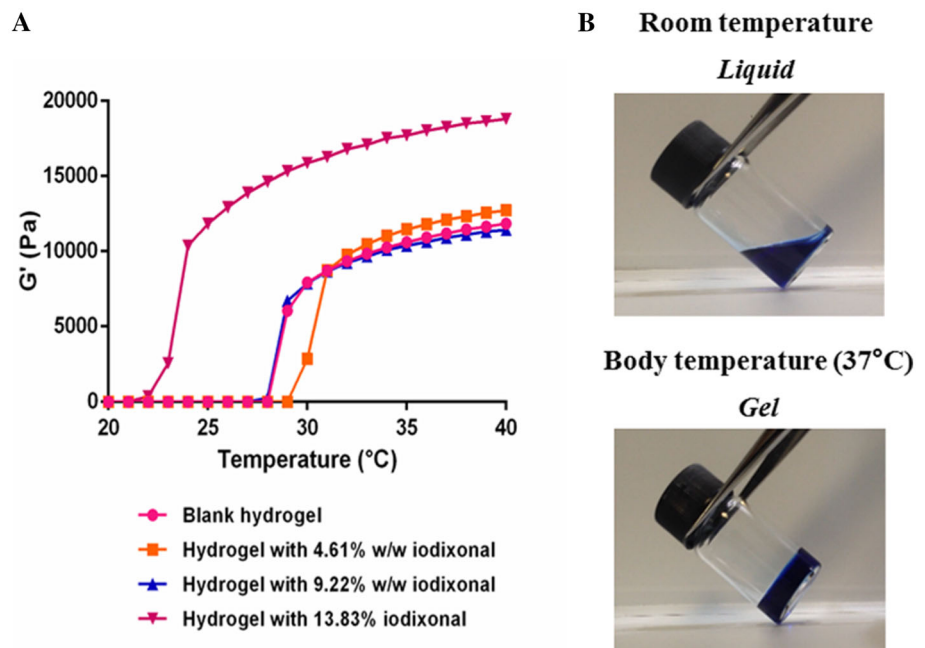 A
G' (Pa)
20000
15000
10000
5000
0
20
25
30
35
40
Temperature (°C)
Blank hydrogel
Hydrogel with 4.61% w/w iodixonal
Hydrogel with 9.22% w/w iodixonal
Hydrogel with 13.83% iodixonal
B
Room temperature
Liquid
Body temperature (37°C)
Gel